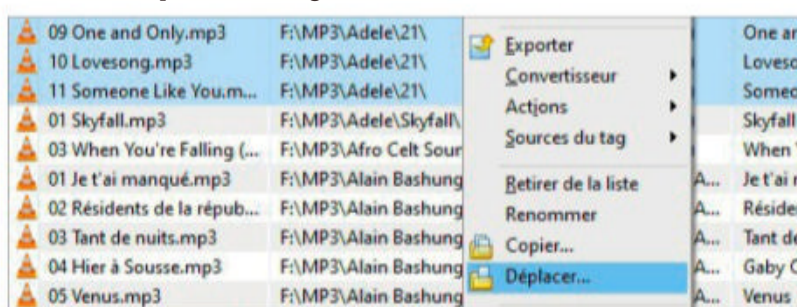 09 One and Only.mp3 F:\MP3\Adele\21\ One an
10 Lovesong.mp3 F:\MP3\Adele\21\ Exporter Loveso
11 Someone Like You.m... F:\MP3\Adele\21\ Convertisseur Someo
01 Skyfall.mp3 F:\MP3\Adele\Skyfall\ Actions Skyfall
03 When You're Falling (... F:\MP3\Afro Celt Sour Sources du tag When
01 Je t'ai manqué.mp3 F:\MP3\Alain Bashung Retirer de la liste A... Je t'ai
02 Résidents de la répub... F:\MP3\Alain Bashung Renommer A... Résider
03 Tant de nuits.mp3 F:\MP3\Alain Bashung Copier... A... Tant de
04 Hier à Sousse.mp3 F:\MP3\Alain Bashung Déplacer... A... Gaby
05 Venus.mp3 F:\MP3\Alain Bashung A... Venus